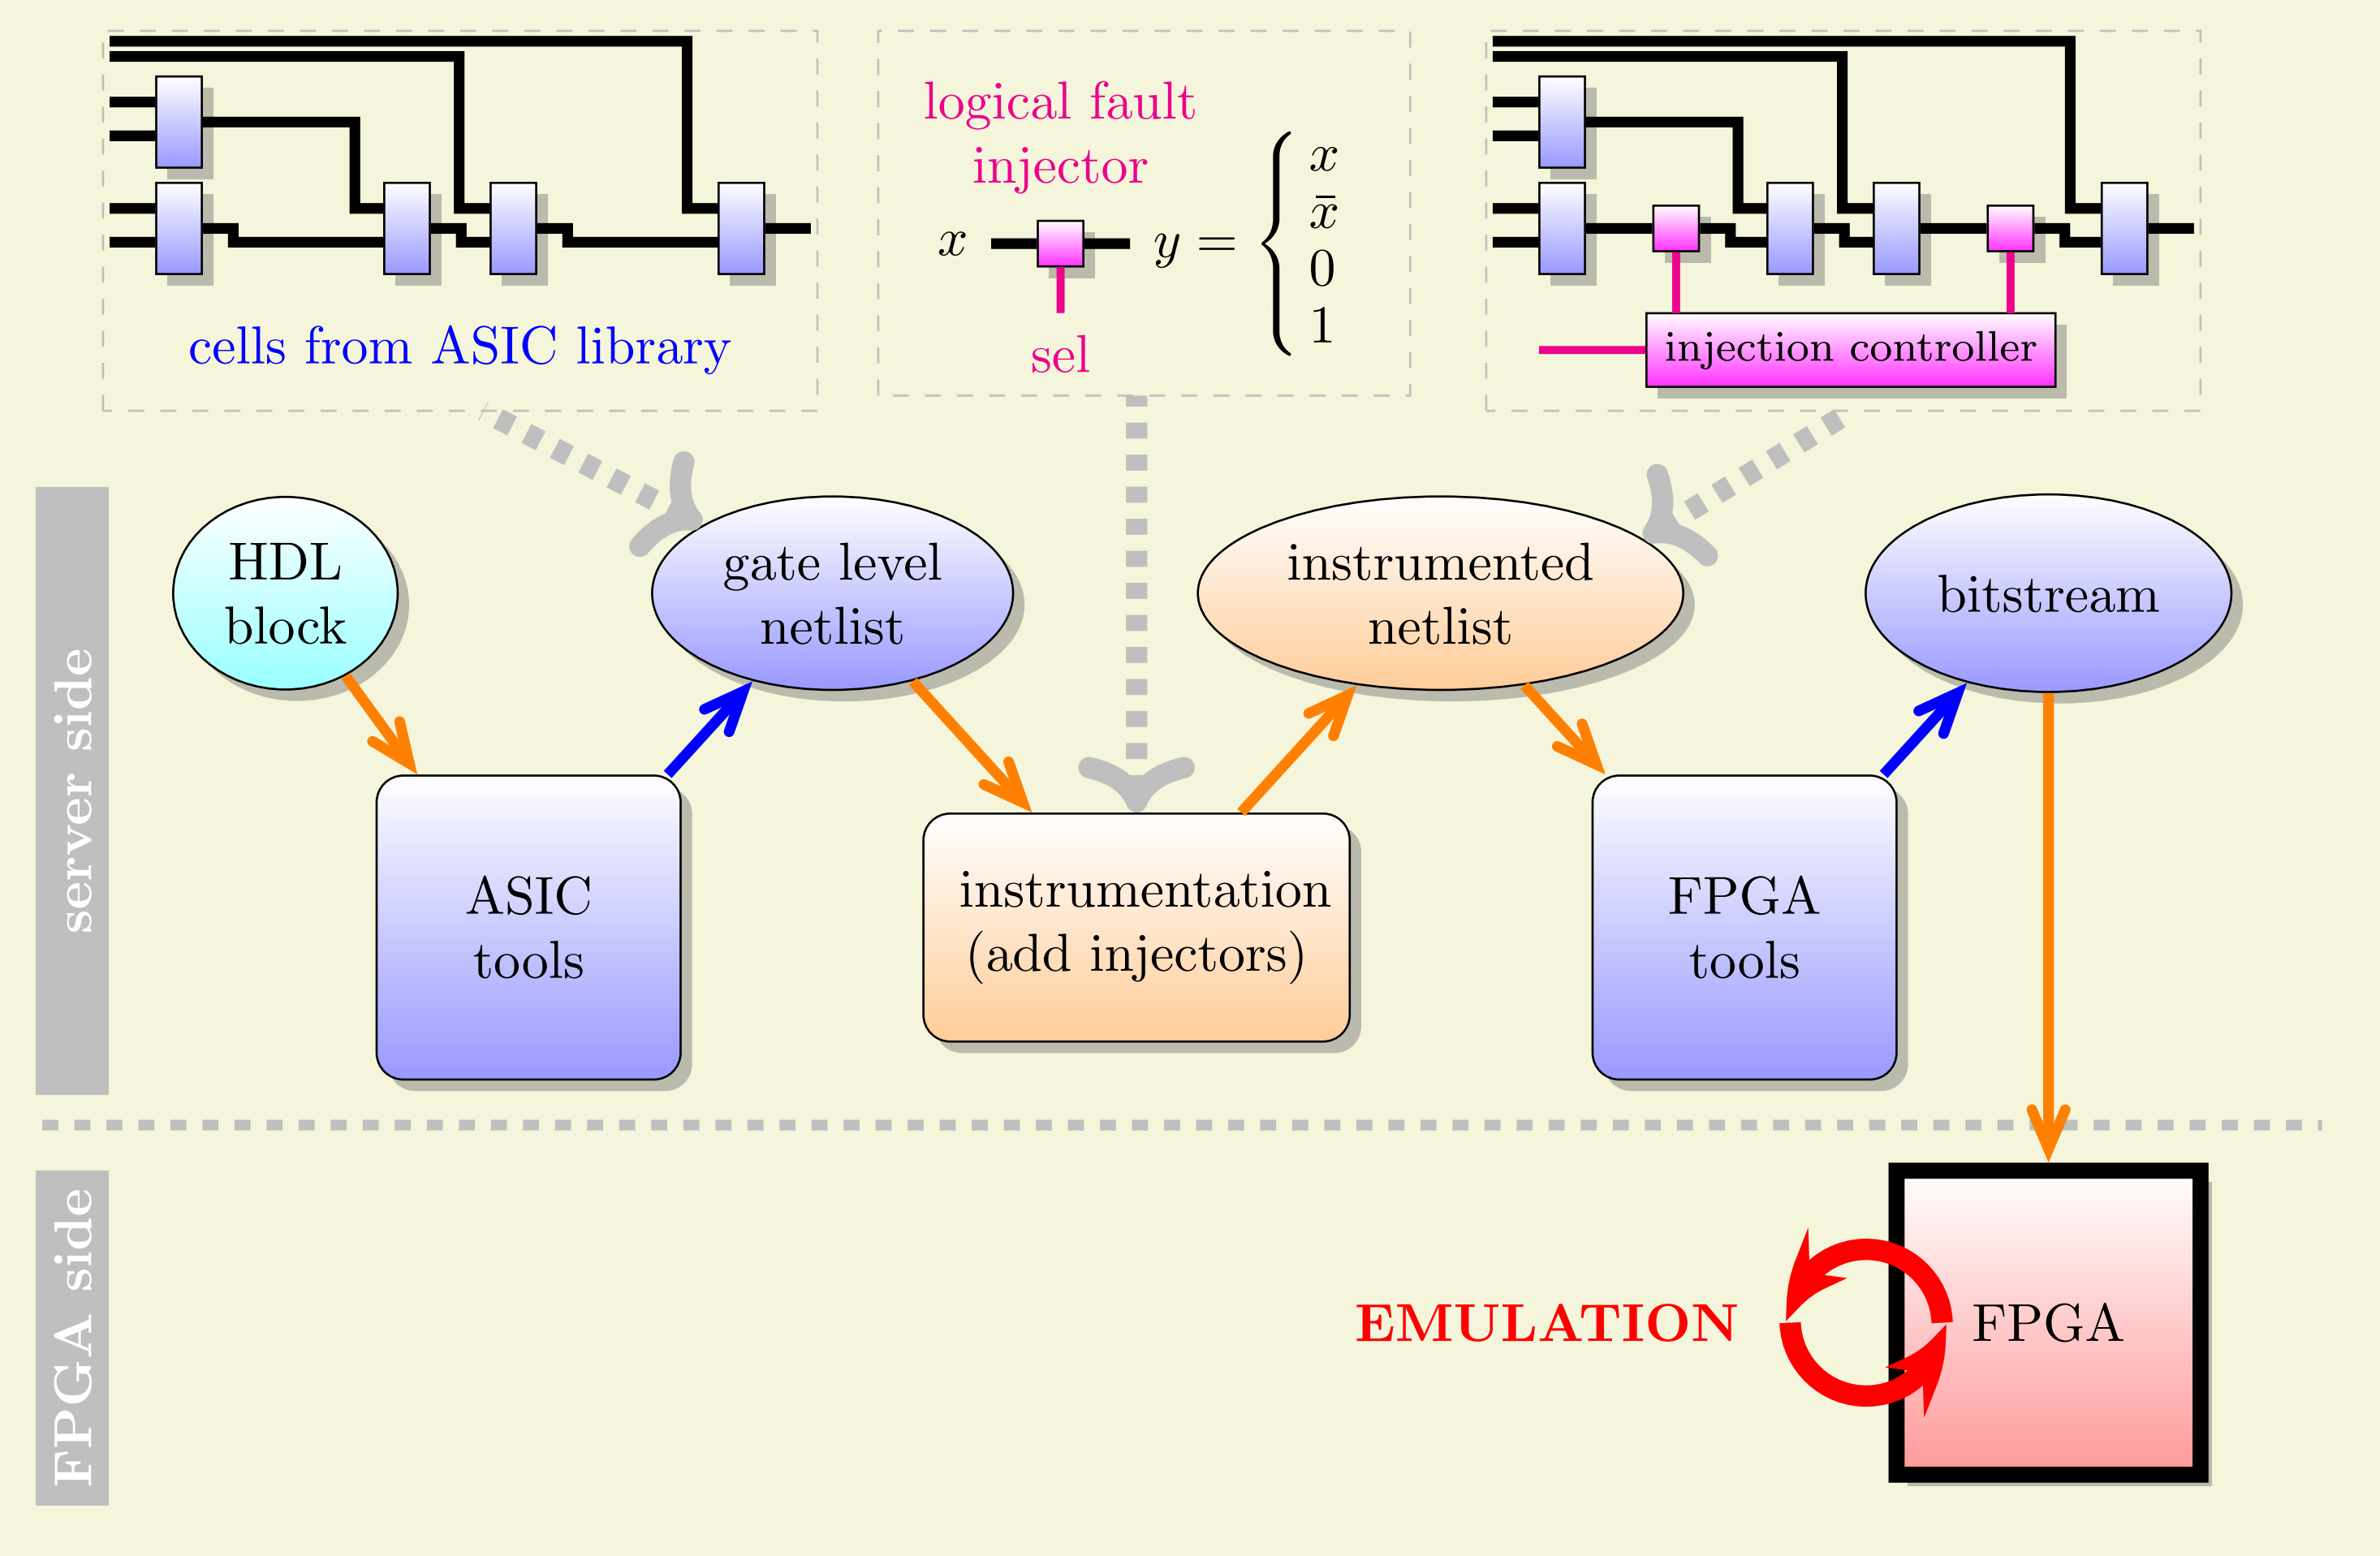 cells from ASIC library
logical fault
injector
x
y =
x
x̄
0
1
sel
injection controller
server side
HDL
block
gate level
netlist
instrumented
netlist
bitstream
ASIC
tools
instrumentation
(add injectors)
FPGA
tools
FPGA side
EMULATION
FPGA